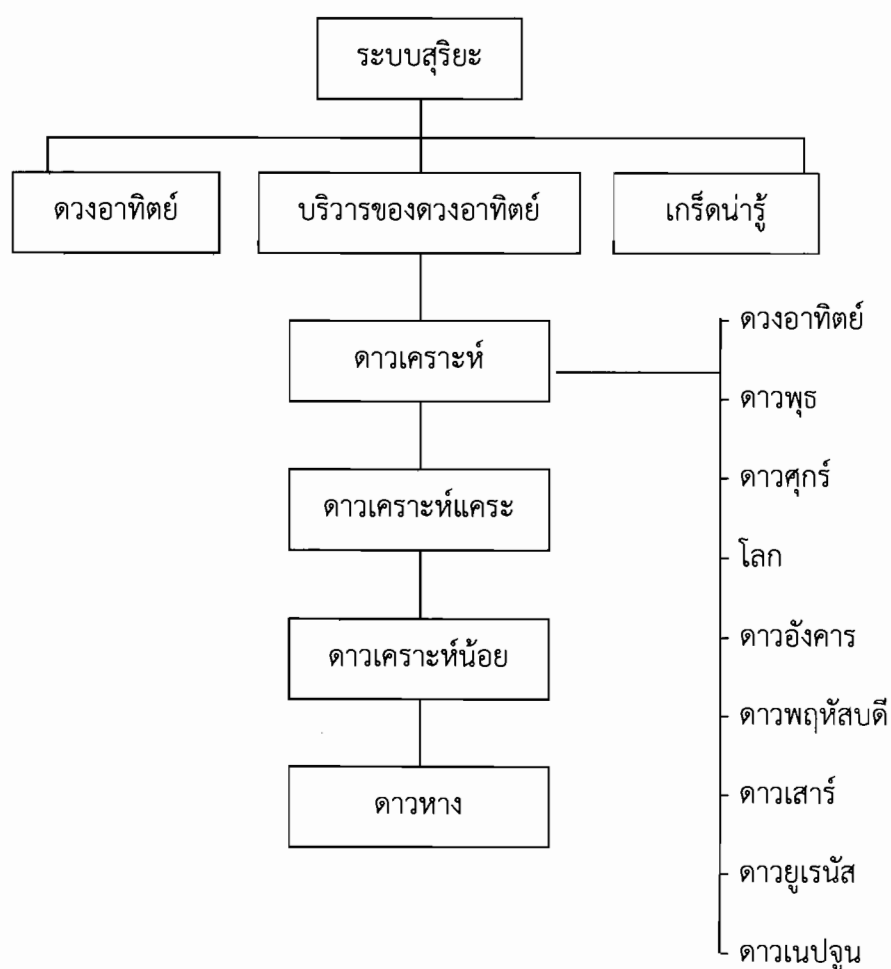 ระบบสุริยะ
ดวงอาทิตย์
บริวารของดวงอาทิตย์
เกร็ดน่ารู้
ดาวเคราะห์
ดาวเคราะห์แคระ
ดาวเคราะห์น้อย
ดาวหาง
- ดวงอาทิตย์
- ดาวพุธ
- ดาวศุกร์
- โลก
- ดาวอังคาร
- ดาวพฤหัสบดี
- ดาวเสาร์
- ดาวยูเรนัส
- ดาวเนปจูน